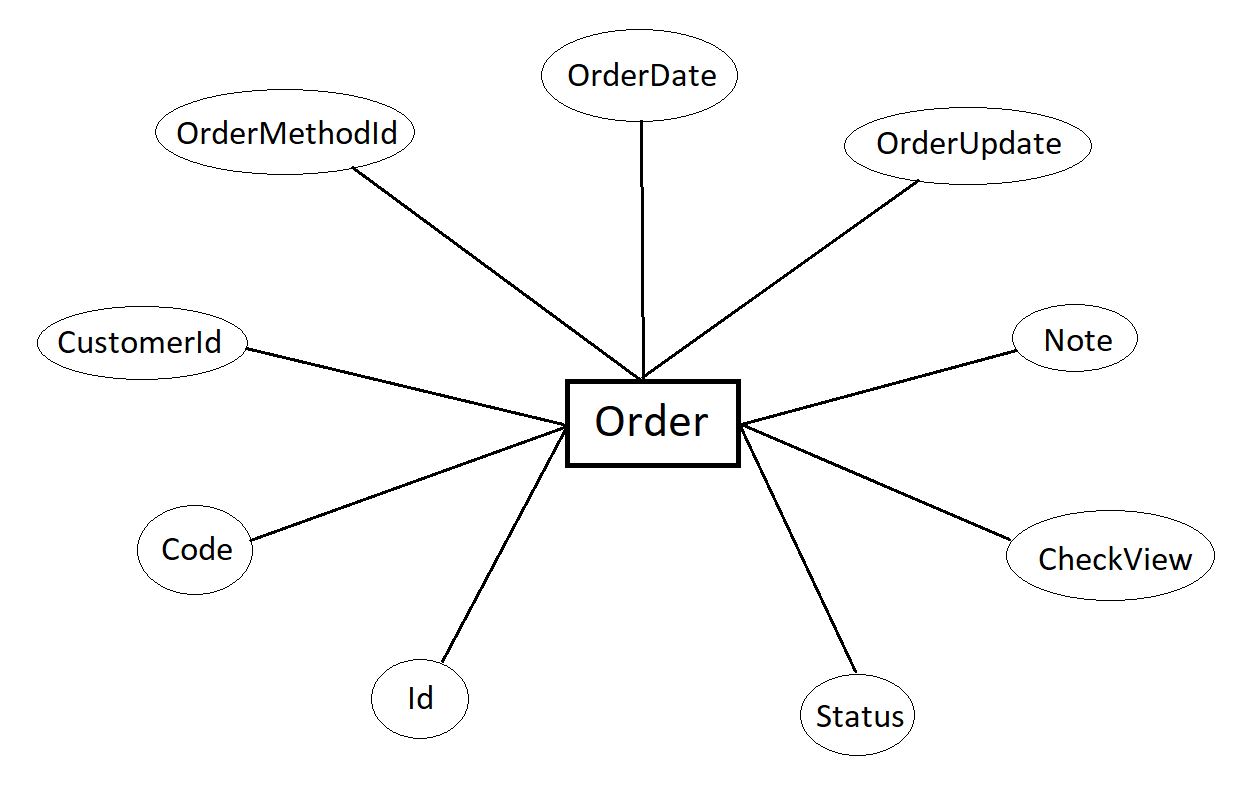 OrderDate
OrderMethodId
OrderUpdate
CustomerId
Note
Order
Code
CheckView
Id
Status